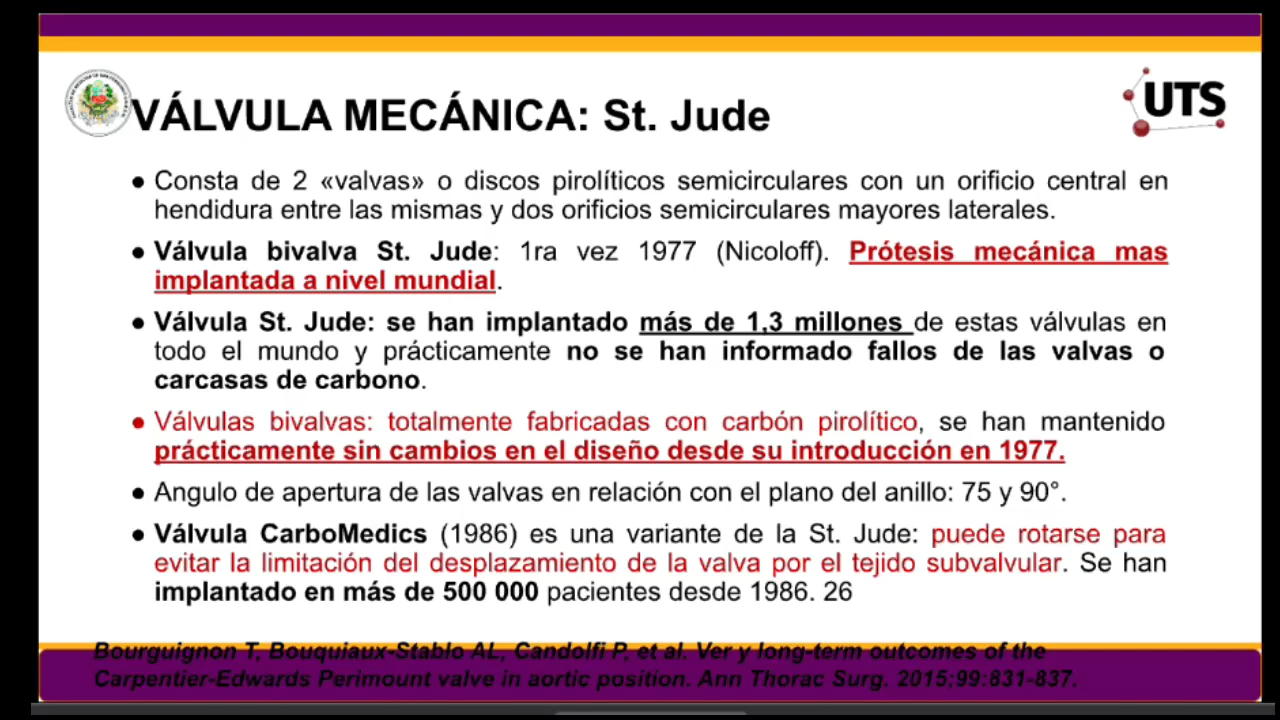 VÁLVULA MECÁNICA: St. Jude
UTS
● Consta de 2 «valvas» o discos pirolíticos semicirculares con un orificio central en
hendidura entre las mismas y dos orificios semicirculares mayores laterales.
● Válvula bivalva St. Jude: 1ra vez 1977 (Nicoloff). Prótesis mecánica mas
implantada a nivel mundial.
● Válvula St. Jude: se han implantado más de 1,3 millones de estas válvulas en
todo el mundo y prácticamente no se han informado fallos de las valvas o
carcasas de carbono.
● Válvulas bivalvas: totalmente fabricadas con carbón pirolítico, se han mantenido
prácticamente sin cambios en el diseño desde su introducción en 1977.
● Angulo de apertura de las valvas en relación con el plano del anillo: 75 y 90°.
● Válvula CarboMedics (1986) es una variante de la St. Jude: puede rotarse para
evitar la limitación del desplazamiento de la valva por el tejido subvalvular. Se han
implantado en más de 500 000 pacientes desde 1986. 26
Bourguignon T, Bouquiaux-Stablo AL, Candolfi P, et al. Ver y long-term outcomes of the
Carpentier-Edwards Perimount valve in aortic position. Ann Thorac Surg. 2015;99:831-837.